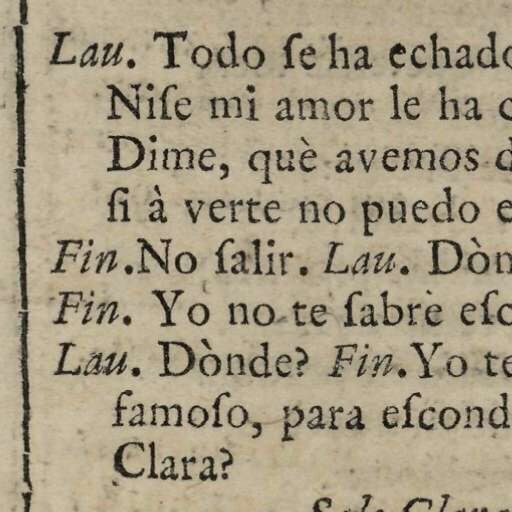 Lau. Todo ſe ha echado
Niſe mi amor le ha
Dime, què avemos
ſi à verte no puedo
Fin. No ſalir. Lau. Dòn
Fin. Yo no te ſabrè eſc
Lau. Dònde? Fin. Yo te
famoſo, para eſcond
Clara?